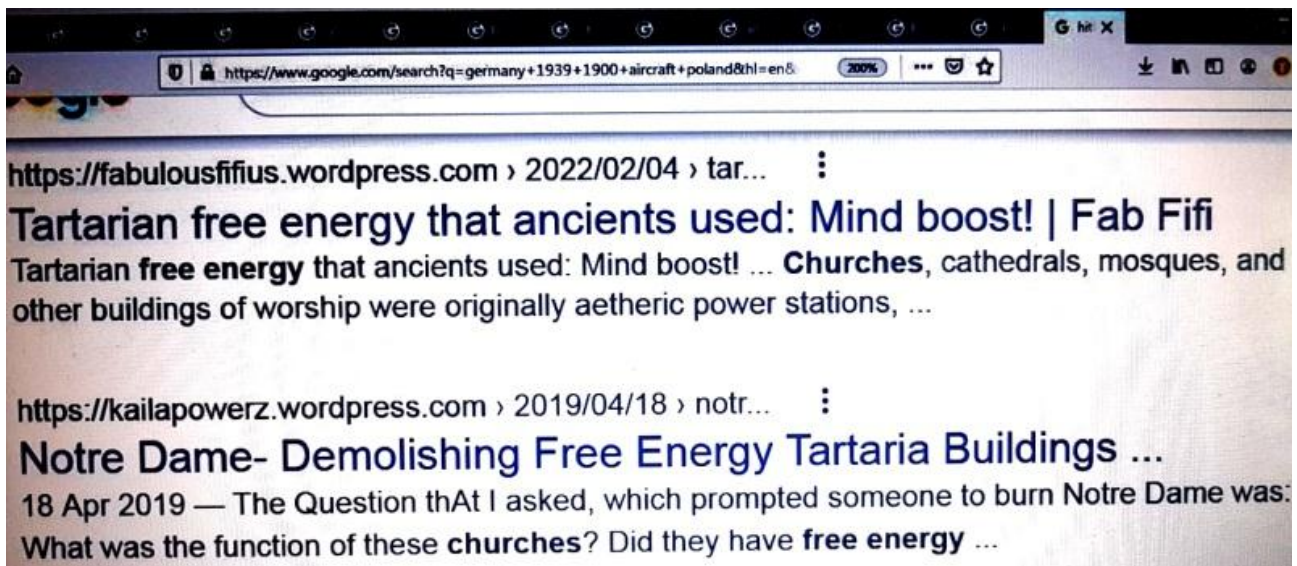 G hit X
https://www.google.com/search?q=germany+1939+1900+aircraft+poland&hl=en&
200%
https://fabulousfifius.wordpress.com › 2022/02/04 › tar...
Tartarian free energy that ancients used: Mind boost! | Fab Fifi
Tartarian free energy that ancients used: Mind boost! ... Churches, cathedrals, mosques, and
other buildings of worship were originally aetheric power stations, ...
https://kailapowerz.wordpress.com › 2019/04/18 › notr...
Notre Dame- Demolishing Free Energy Tartaria Buildings ...
18 Apr 2019 — The Question thAt I asked, which prompted someone to burn Notre Dame was:
What was the function of these churches? Did they have free energy ...